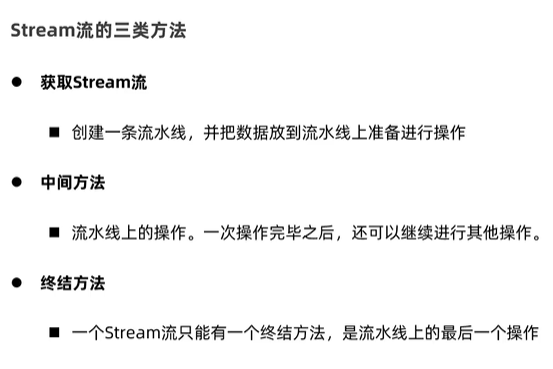 Stream流的三类方法
● 获取Stream流
■ 创建一条流水线，并把数据放到流水线上准备进行操作
● 中间方法
■ 流水线上的操作。一次操作完毕之后，还可以继续进行其他操作。
● 终结方法
■ 一个Stream流只能有一个终结方法，是流水线上的最后一个操作